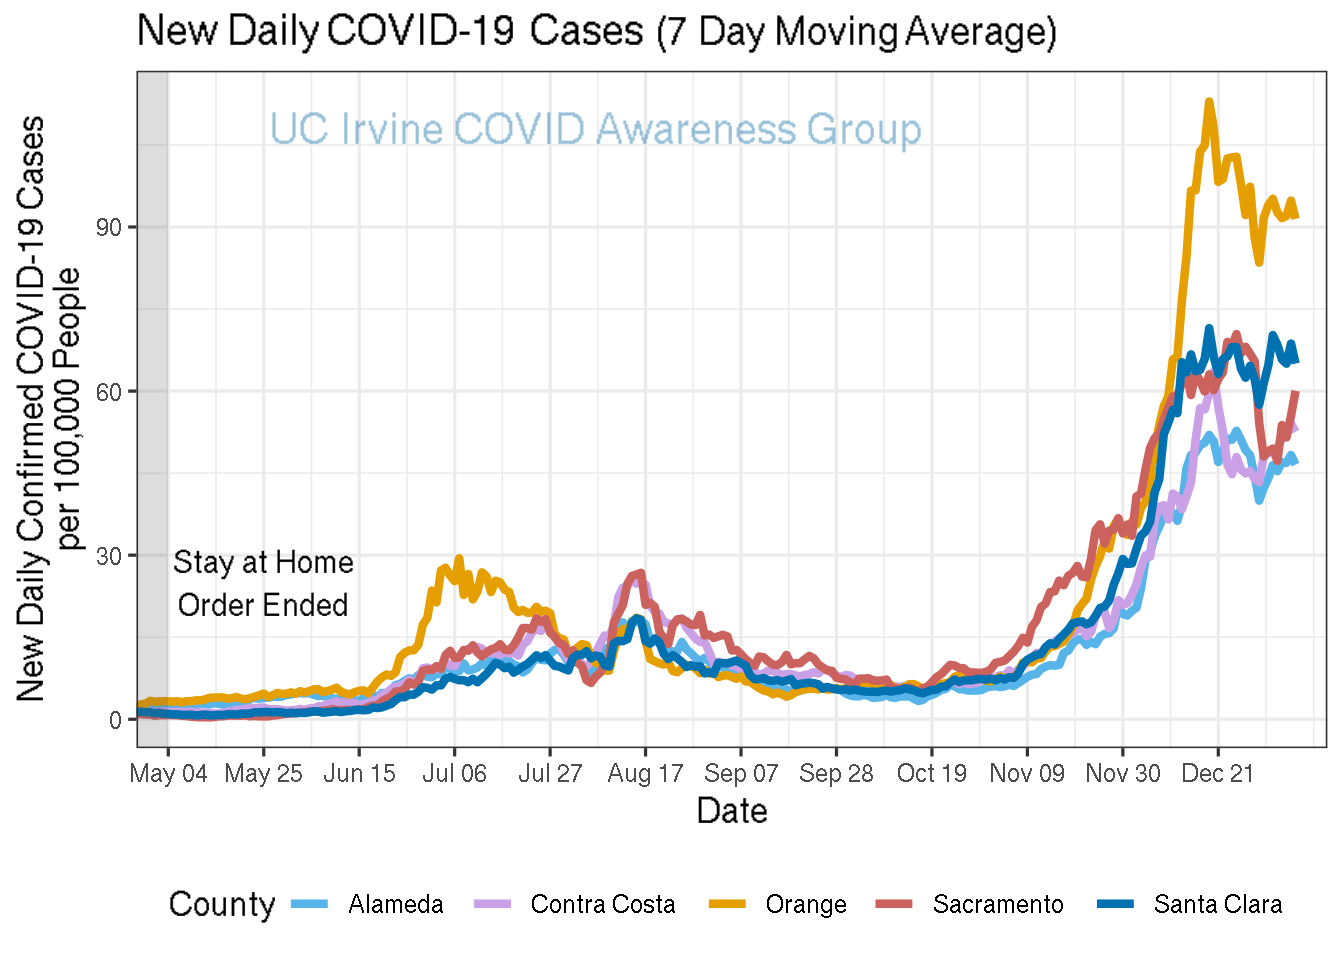 New Daily COVID-19 Cases (7 Day Moving Average)
UC Irvine COVID Awareness Group
New Daily Confirmed COVID-19 Cases
per 100,000 People
90
60
30
0
Stay at Home
Order Ended
May 04 May 25 Jun 15 Jul 06 Jul 27 Aug 17 Sep 07 Sep 28 Oct 19 Nov 09 Nov 30 Dec 21
Date
County Alameda Contra Costa Orange Sacramento Santa Clara